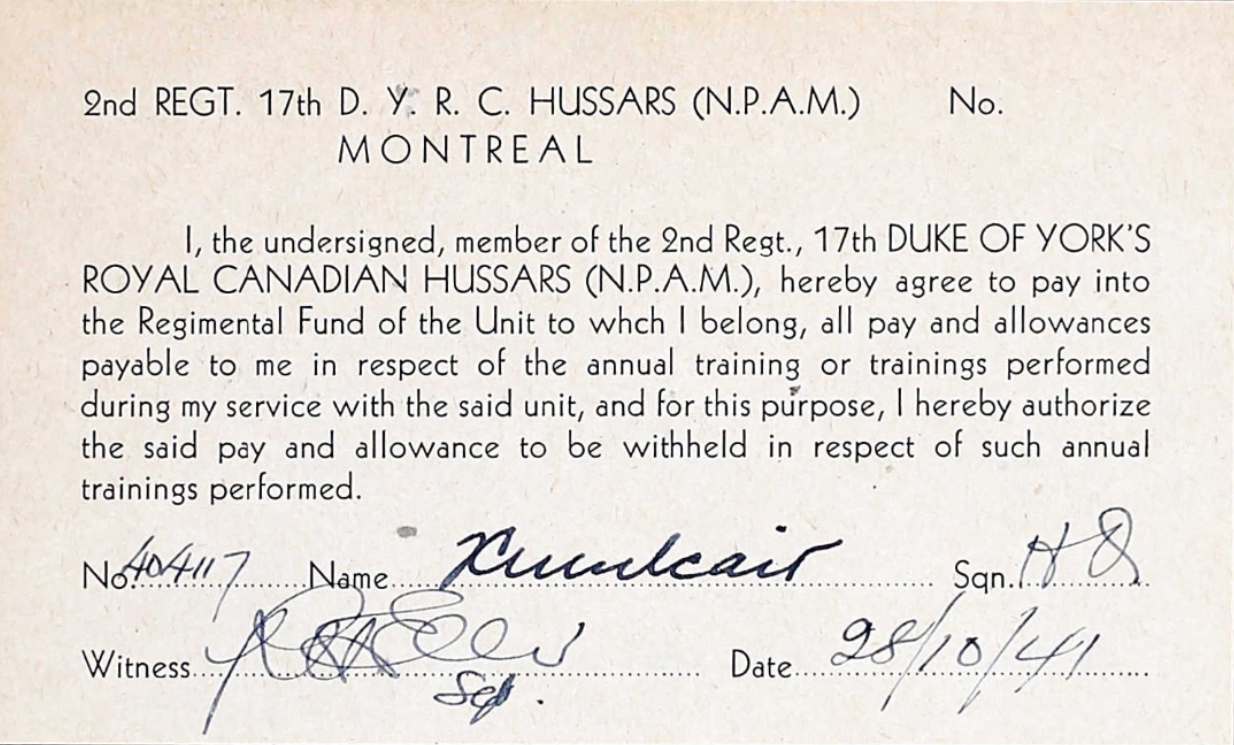 2nd REGT. 17th D. Y. R. C. HUSSARS (N.P.A.M.) No.
MONTREAL
I, the undersigned, member of the 2nd Regt., 17th DUKE OF YORK'S
ROYAL CANADIAN HUSSARS (N.P.A.M.), hereby agree to pay into
the Regimental Fund of the Unit to whch I belong, all pay and allowances
payable to me in respect of the annual training or trainings performed
during my service with the said unit, and for this purpose, I hereby authorize
the said pay and allowance to be withheld in respect of such annual
trainings performed.
No. 404117 Name Sqn. HQ
Witness Date 28/10/41